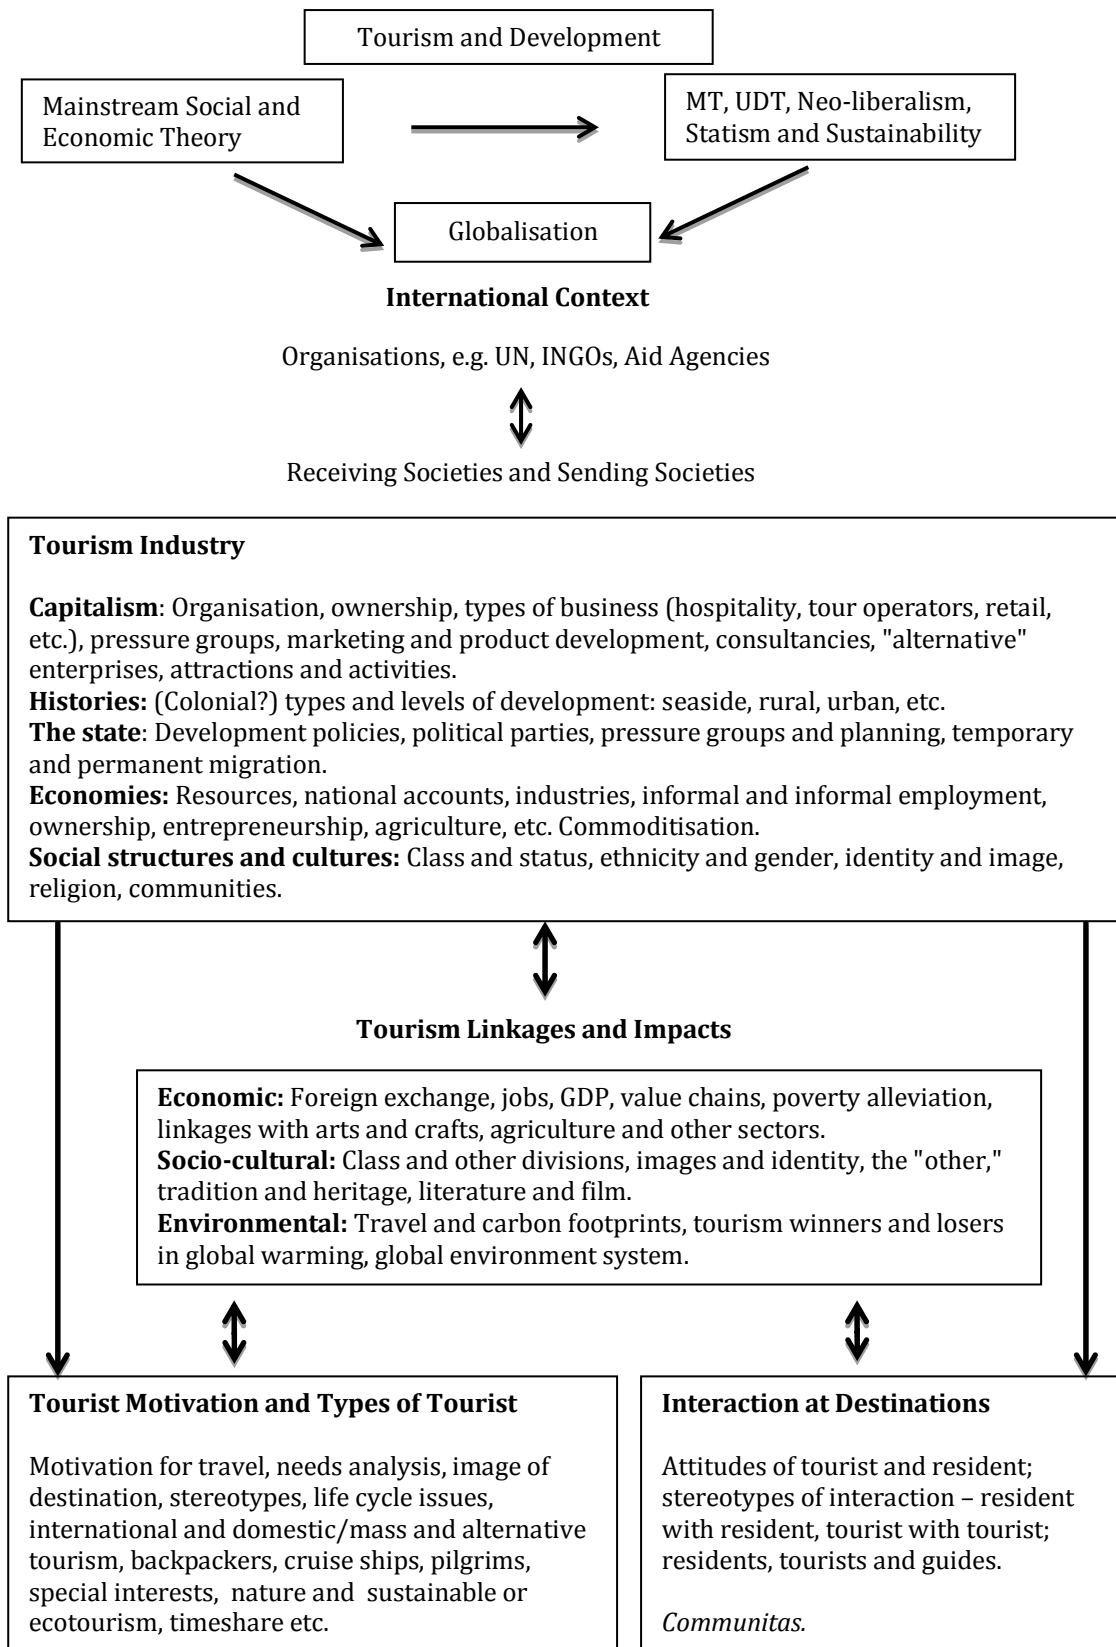 Tourism and Development
Mainstream Social and
Economic Theory
MT, UDT, Neo-liberalism,
Statism and Sustainability
Globalisation
International Context
Organisations, e.g. UN, INGOs, Aid Agencies
Receiving Societies and Sending Societies
Tourism Industry
Capitalism: Organisation, ownership, types of business (hospitality, tour operators, retail,
etc.), pressure groups, marketing and product development, consultancies, "alternative"
enterprises, attractions and activities.
Histories: (Colonial?) types and levels of development: seaside, rural, urban, etc.
The state: Development policies, political parties, pressure groups and planning, temporary
and permanent migration.
Economies: Resources, national accounts, industries, informal and informal employment,
ownership, entrepreneurship, agriculture, etc. Commoditisation.
Social structures and cultures: Class and status, ethnicity and gender, identity and image,
religion, communities.
Tourism Linkages and Impacts
Economic: Foreign exchange, jobs, GDP, value chains, poverty alleviation,
linkages with arts and crafts, agriculture and other sectors.
Socio-cultural: Class and other divisions, images and identity, the "other,"
tradition and heritage, literature and film.
Environmental: Travel and carbon footprints, tourism winners and losers
in global warming, global environment system.
Tourist Motivation and Types of Tourist
Motivation for travel, needs analysis, image of
destination, stereotypes, life cycle issues,
international and domestic/mass and alternative
tourism, backpackers, cruise ships, pilgrims,
special interests, nature and sustainable or
ecotourism, timeshare etc.
Interaction at Destinations
Attitudes of tourist and resident;
stereotypes of interaction – resident
with resident, tourist with tourist;
residents, tourists and guides.
Communitas.